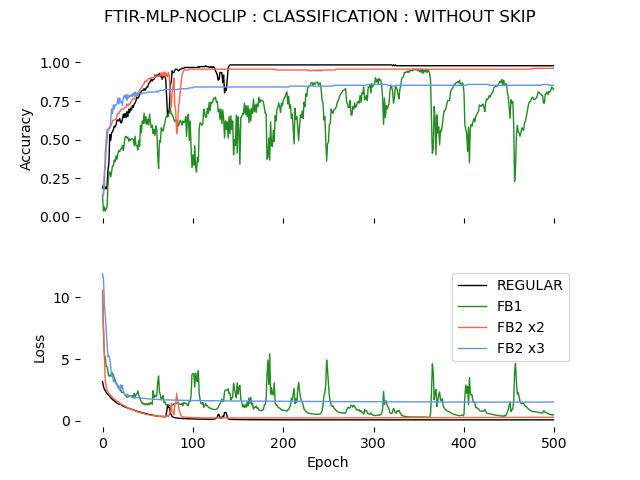 FTIR-MLP-NOCLIP : CLASSIFICATION : WITHOUT SKIP
1.00
0.75
0.50
0.25
0.00
Accuracy
10
5
0
Loss
REGULAR
FB1
FB2 x2
FB2 x3
0 100 200 300 400 500
Epoch